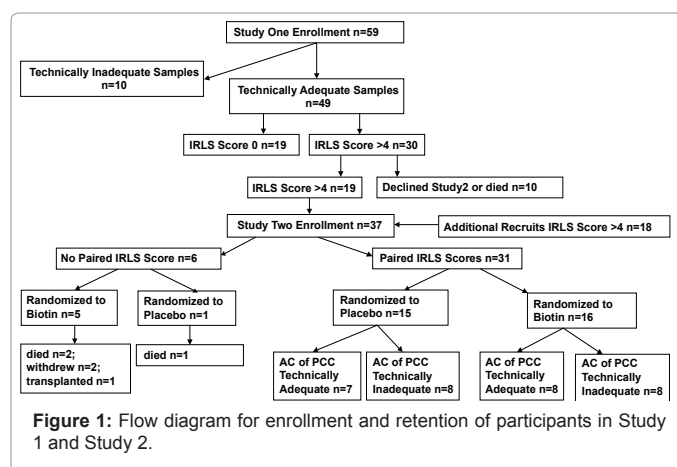 Study One Enrollment n=59
Technically Inadequate Samples
n=10
Technically Adequate Samples
n=49
IRLS Score 0 n=19
IRLS Score >4 n=30
IRLS Score >4 n=19
Declined Study2 or died n=10
Study Two Enrollment n=37
Additional Recruits IRLS Score >4 n=18
No Paired IRLS Score n=6
Paired IRLS Scores n=31
Randomized to
Biotin n=5
Randomized to
Placebo n=1
Randomized to
Placebo n=15
Randomized to
Biotin n=16
died n=2;
withdrew n=2;
transplanted
n=1
died n=1
AC of PCC
Technically
Adequate n=7
AC of PCC
Technically
Inadequate n=8
AC of PCC
Technically
Adequate n=8
AC of PCC
Technically
Inadequate n=8
Figure 1: Flow diagram for enrollment and retention of participants in Study
1 and Study 2.